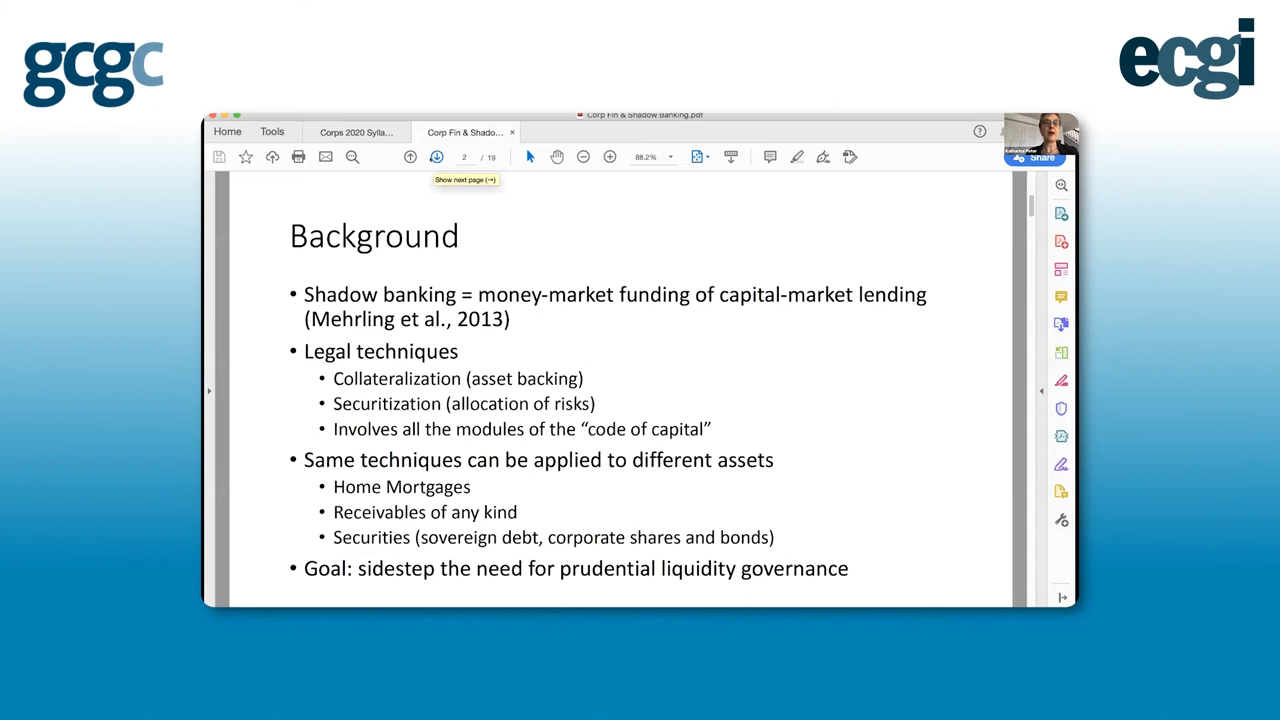 gcgc
ecgi
Corp Fin & Shadow Banking.pdf
Home Tools Corps 2020 Sylla... Corp Fin & Shado... ×
2 / 19 88.2% Share
Show next page (→)
Background
• Shadow banking = money-market funding of capital-market lending
(Mehrling et al., 2013)
• Legal techniques
• Collateralization (asset backing)
• Securitization (allocation of risks)
• Involves all the modules of the “code of capital”
• Same techniques can be applied to different assets
• Home Mortgages
• Receivables of any kind
• Securities (sovereign debt, corporate shares and bonds)
• Goal: sidestep the need for prudential liquidity governance